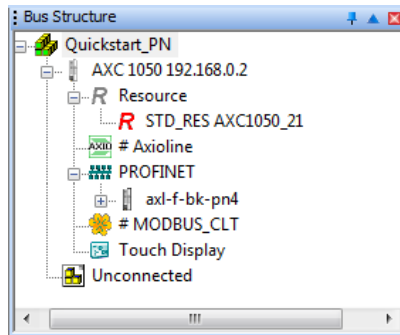 Bus Structure
Quickstart_PN
AXC 1050 192.168.0.2
R Resource
R STD_RES AXC1050_21
AXIO # Axioline
PROFINET
axl-f-bk-pn4
# MODBUS_CLT
Touch Display
Unconnected